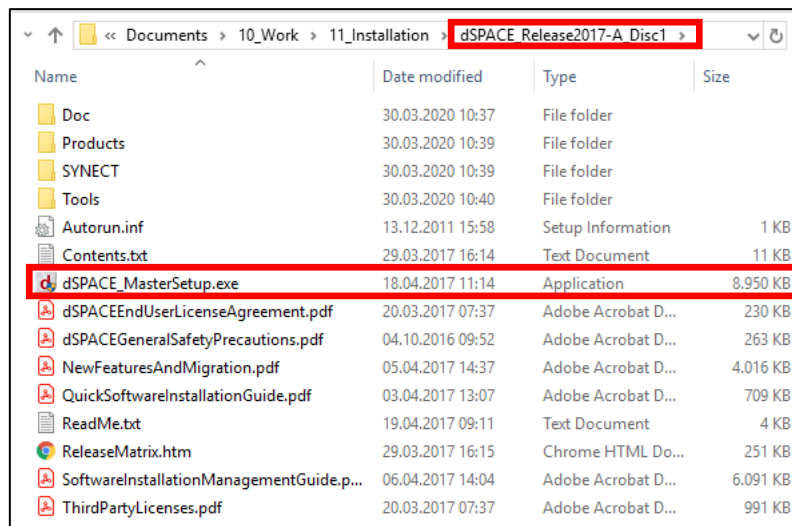 « Documents > 10_Work > 11_Installation > dSPACE_Release2017-A_Disc1 >
Name Date modified Type Size
Doc 30.03.2020 10:37 File folder
Products 30.03.2020 10:39 File folder
SYNECT 30.03.2020 10:39 File folder
Tools 30.03.2020 10:40 File folder
Autorun.inf 13.12.2011 15:58 Setup Information 1 KB
Contents.txt 29.03.2017 16:14 Text Document 11 KB
dSPACE_MasterSetup.exe 18.04.2017 11:14 Application 8.950 KB
dSPACEEndUserLicenseAgreement.pdf 20.03.2017 07:37 Adobe Acrobat D... 230 KB
dSPACEGeneralSafetyPrecautions.pdf 04.10.2016 09:52 Adobe Acrobat D... 263 KB
NewFeaturesAndMigration.pdf 05.04.2017 14:37 Adobe Acrobat D... 4.016 KB
QuickSoftwareInstallationGuide.pdf 03.04.2017 13:07 Adobe Acrobat D... 709 KB
ReadMe.txt 19.04.2017 09:11 Text Document 4 KB
ReleaseMatrix.htm 29.03.2017 16:15 Chrome HTML Do... 251 KB
SoftwareInstallationManagementGuide.p... 06.04.2017 14:04 Adobe Acrobat D... 6.091 KB
ThirdPartyLicenses.pdf 20.03.2017 07:37 Adobe Acrobat D... 991 KB